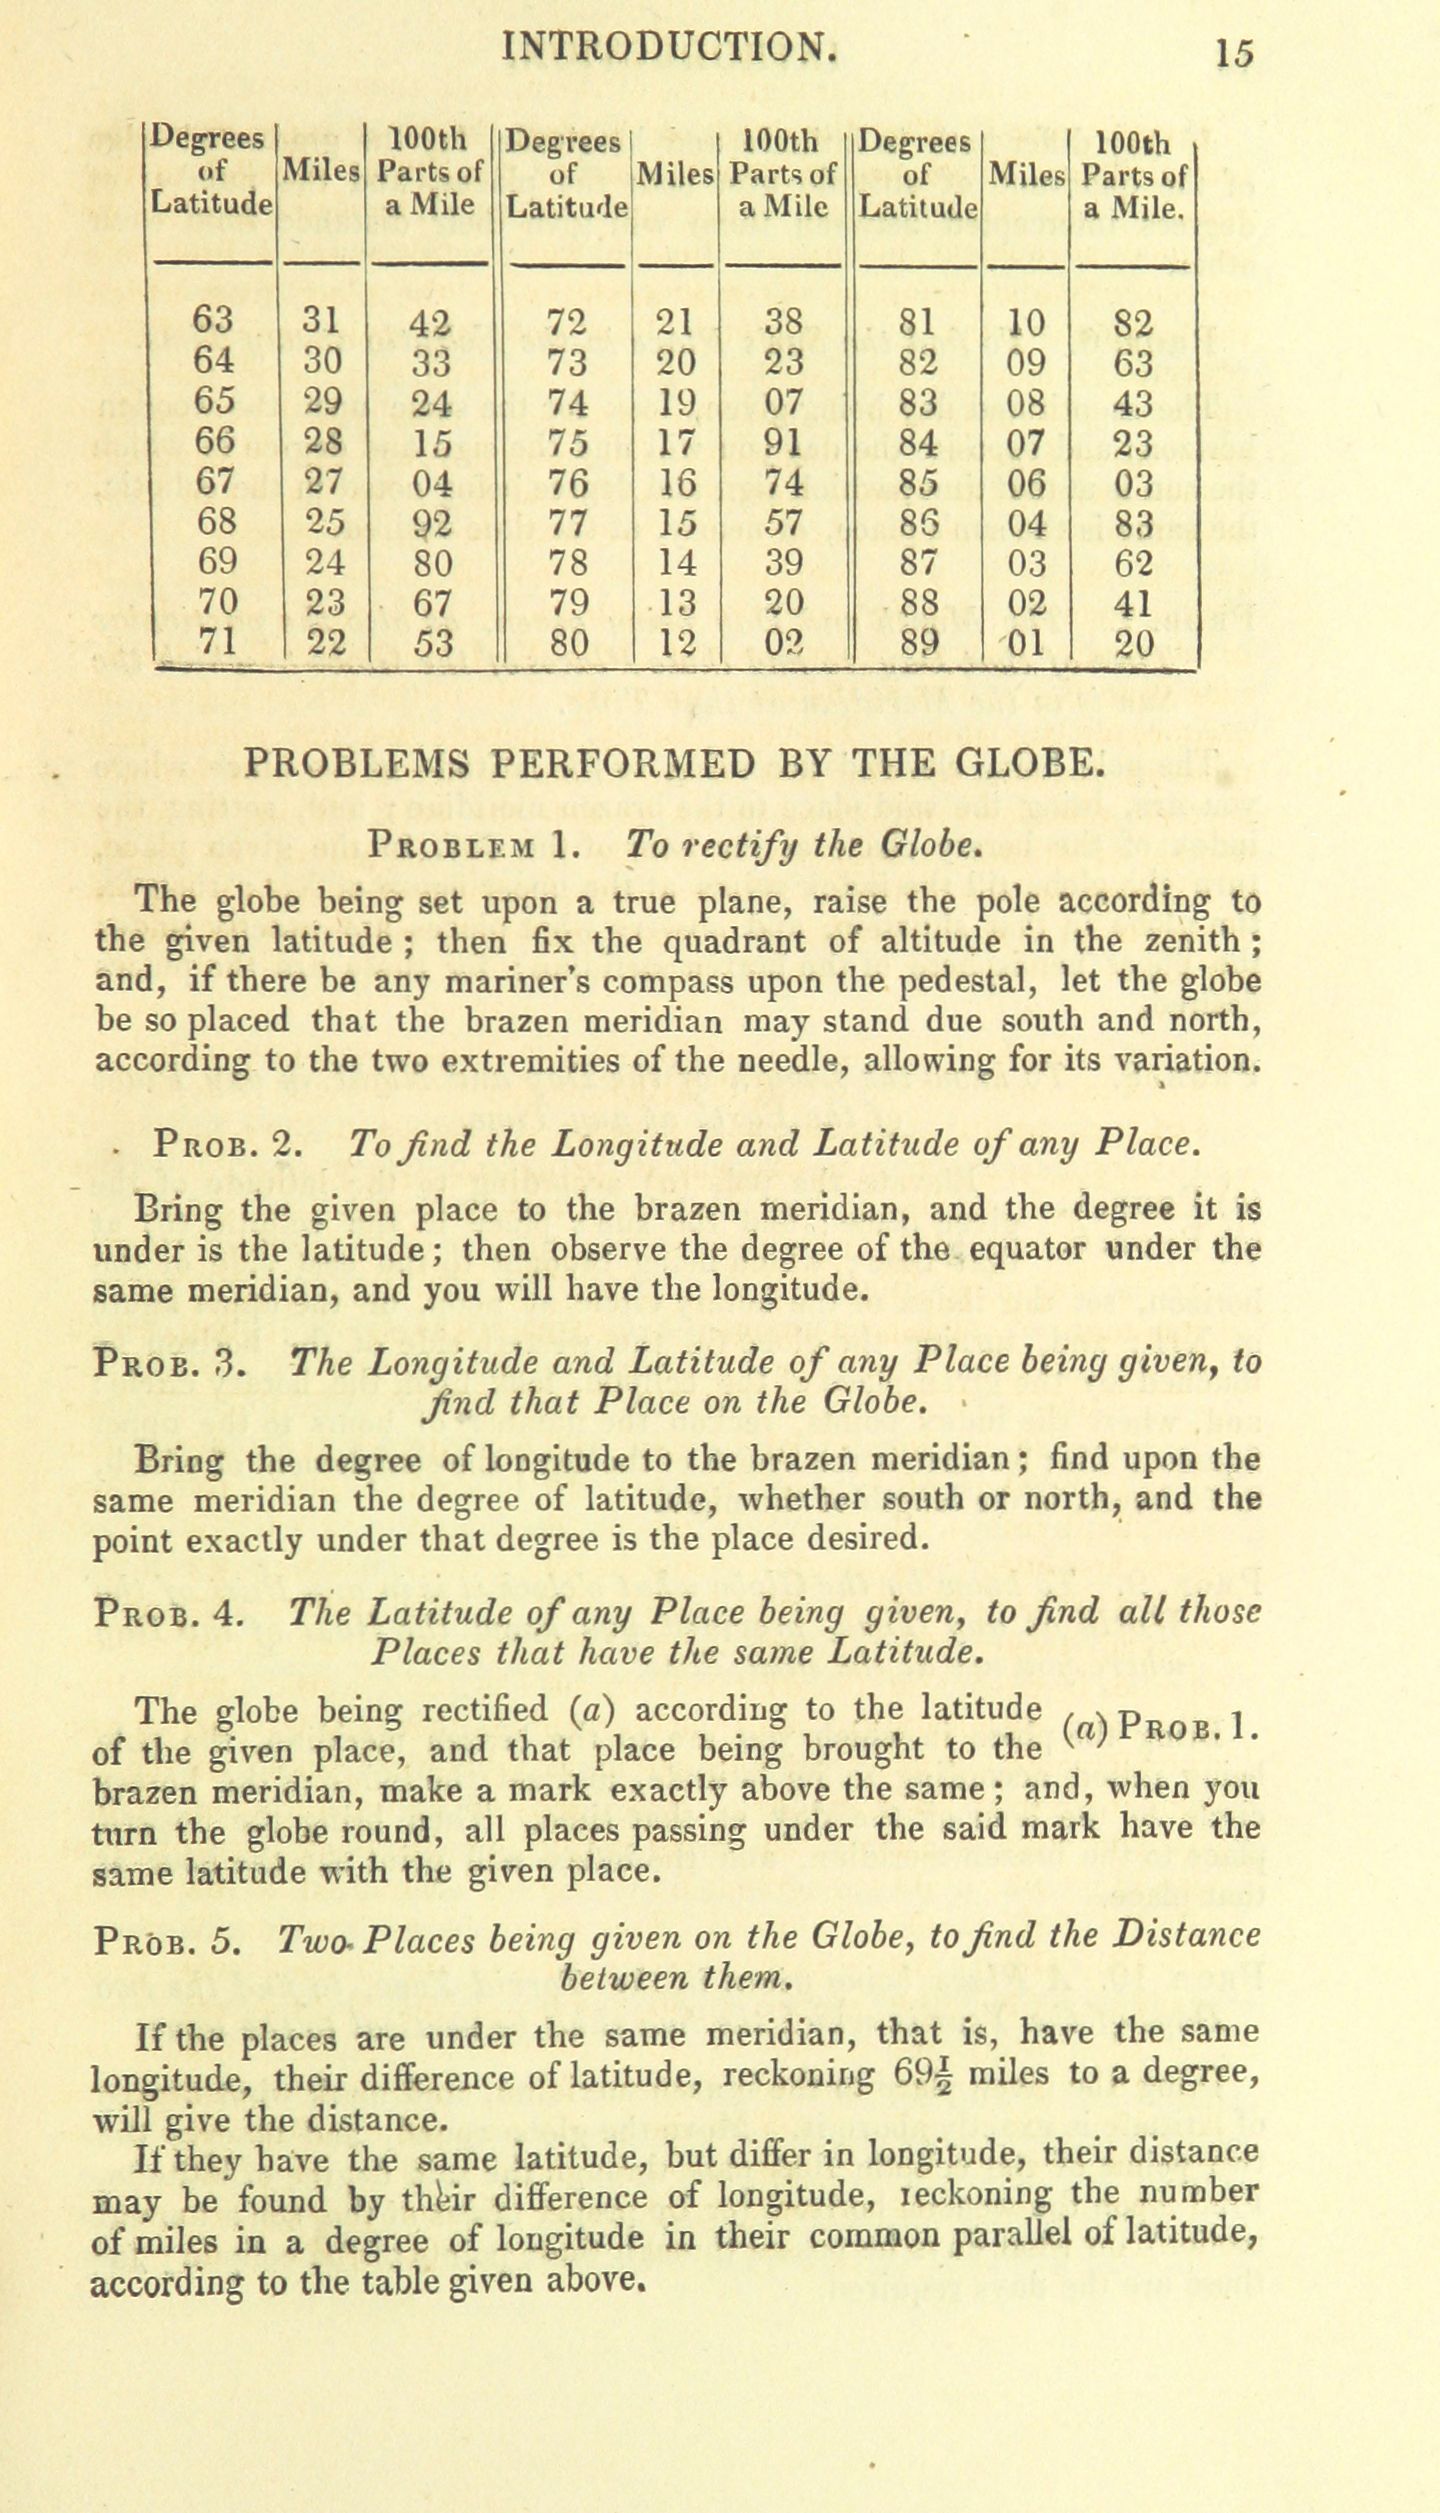 INTRODUCTION. 15
Degrees of Latitude | Miles | 100th Parts of a Mile | Degrees of Latitude | Miles | 100th Parts of a Mile | Degrees of Latitude | Miles | 100th Parts of a Mile.
63 31 42 72 21 38 81 10 82
64 30 33 73 20 23 82 09 63
65 29 24 74 19 07 83 08 43
66 28 15 75 17 91 84 07 23
67 27 04 76 16 74 85 06 03
68 25 92 77 15 57 86 04 83
69 24 80 78 14 39 87 03 62
70 23 67 79 13 20 88 02 41
71 22 53 80 12 02 89 01 20
PROBLEMS PERFORMED BY THE GLOBE.
PROBLEM 1. To rectify the Globe.
The globe being set upon a true plane, raise the pole according to
the given latitude; then fix the quadrant of altitude in the zenith;
and, if there be any mariner's compass upon the pedestal, let the globe
be so placed that the brazen meridian may stand due south and north,
according to the two extremities of the needle, allowing for its variation.
PROB. 2. To find the Longitude and Latitude of any Place.
Bring the given place to the brazen meridian, and the degree it is
under is the latitude; then observe the degree of the equator under the
same meridian, and you will have the longitude.
PROB. 3. The Longitude and Latitude of any Place being given, to
find that Place on the Globe.
Bring the degree of longitude to the brazen meridian; find upon the
same meridian the degree of latitude, whether south or north, and the
point exactly under that degree is the place desired.
PROB. 4. The Latitude of any Place being given, to find all those
Places that have the same Latitude.
The globe being rectified (a) according to the latitude
(a) PROB. 1.
of the given place, and that place being brought to the
brazen meridian, make a mark exactly above the same; and, when you
turn the globe round, all places passing under the said mark have the
same latitude with the given place.
PROB. 5. Two Places being given on the Globe, to find the Distance
between them.
If the places are under the same meridian, that is, have the same
longitude, their difference of latitude, reckoning 69½ miles to a degree,
will give the distance.
If they have the same latitude, but differ in longitude, their distance
may be found by their difference of longitude, reckoning the number
of miles in a degree of longitude in their common parallel of latitude,
according to the table given above.